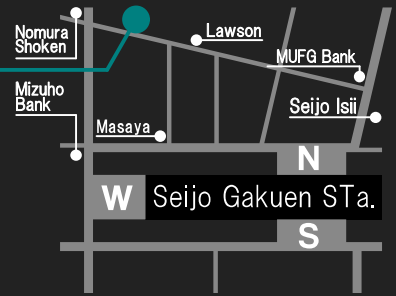 Nomura
Shoken
Lawson
MUFG Bank
Mizuho
Bank
Seijo Isii
Masaya
N
W
Seijo Gakuen STa.
S